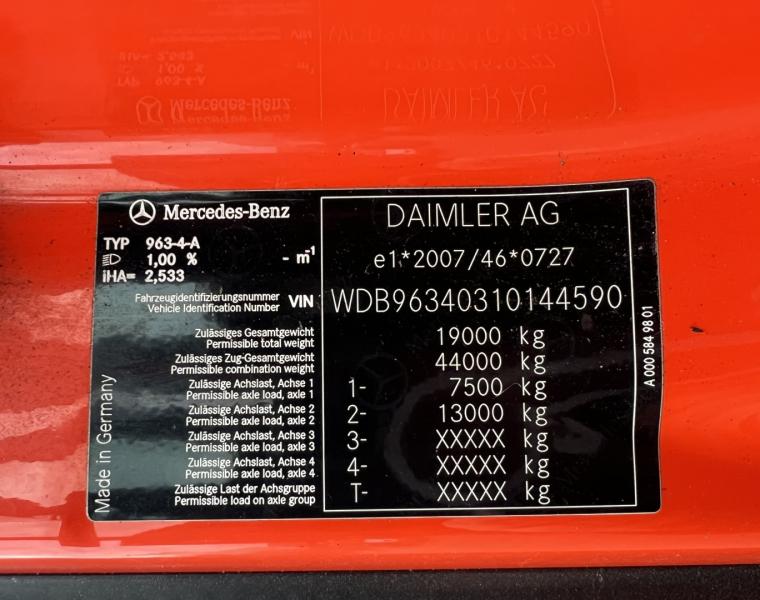 Mercedes-Benz
TYP 963-4-A
1,00 % - m⁻¹
iHA= 2,533
DAIMLER AG
e1*2007/46*0727
Fahrzeugidentifizierungsnummer
Vehicle Identification Number
VIN WDB96340310144590
Zulässiges Gesamtgewicht
Permissible total weight
19000 kg
Zulässiges Zug-Gesamtgewicht
Permissible combination weight
44000 kg
Zulässige Achslast, Achse 1
Permissible axle load, axle 1
1- 7500 kg
Zulässige Achslast, Achse 2
Permissible axle load, axle 2
2- 13000 kg
Zulässige Achslast, Achse 3
Permissible axle load, axle 3
3- XXXXX kg
Zulässige Achslast, Achse 4
Permissible axle load, axle 4
4- XXXXX kg
Zulässige Last der Achsgruppe
Permissible load on axle group
T- XXXXX kg
Made in Germany
A 000 584 98 01